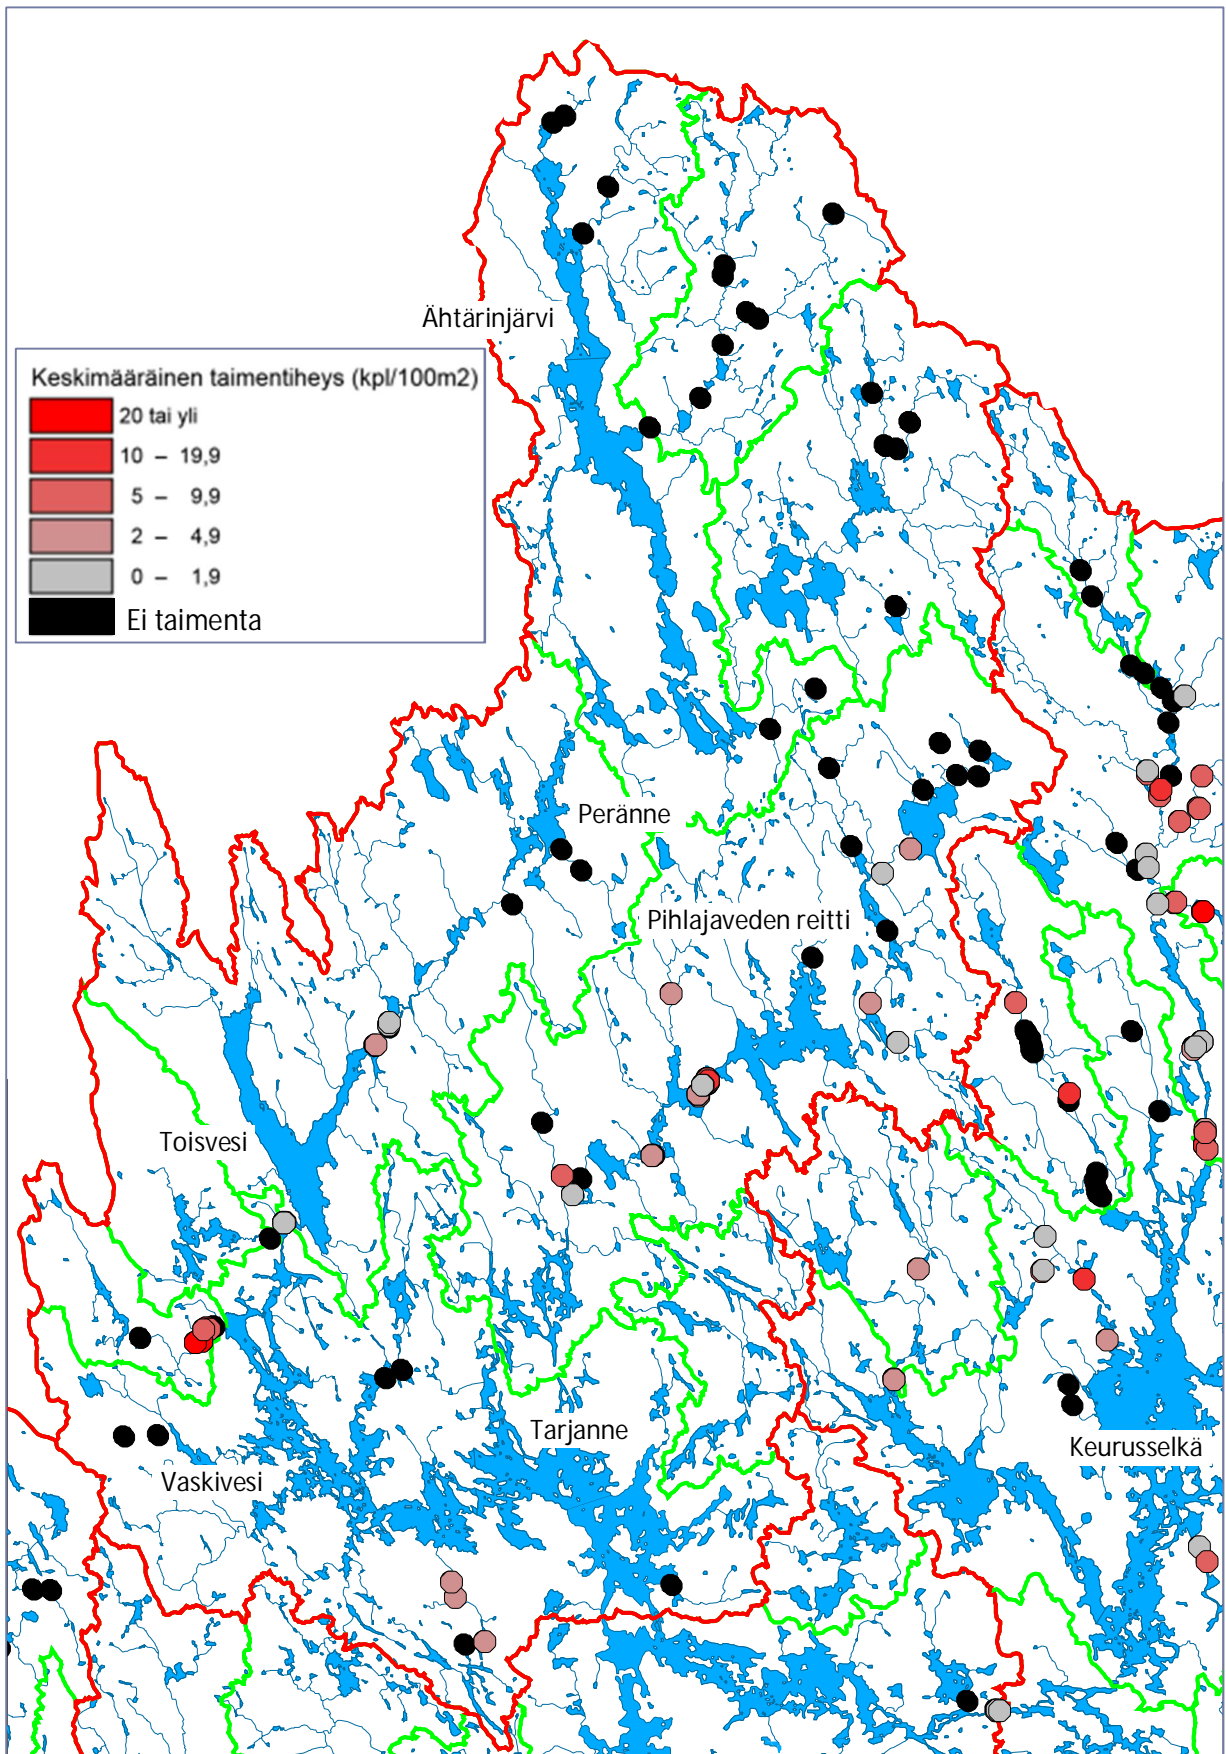 Ähtärinjärvi
Keskimääräinen taimentiheys (kpl/100m2)
20 tai yli
10 – 19,9
5 – 9,9
2 – 4,9
0 – 1,9
Ei taimenta
Peränne
Pihlajaveden reitti
Toisvesi
Tarjanne
Keurusselkä
Vaskivesi